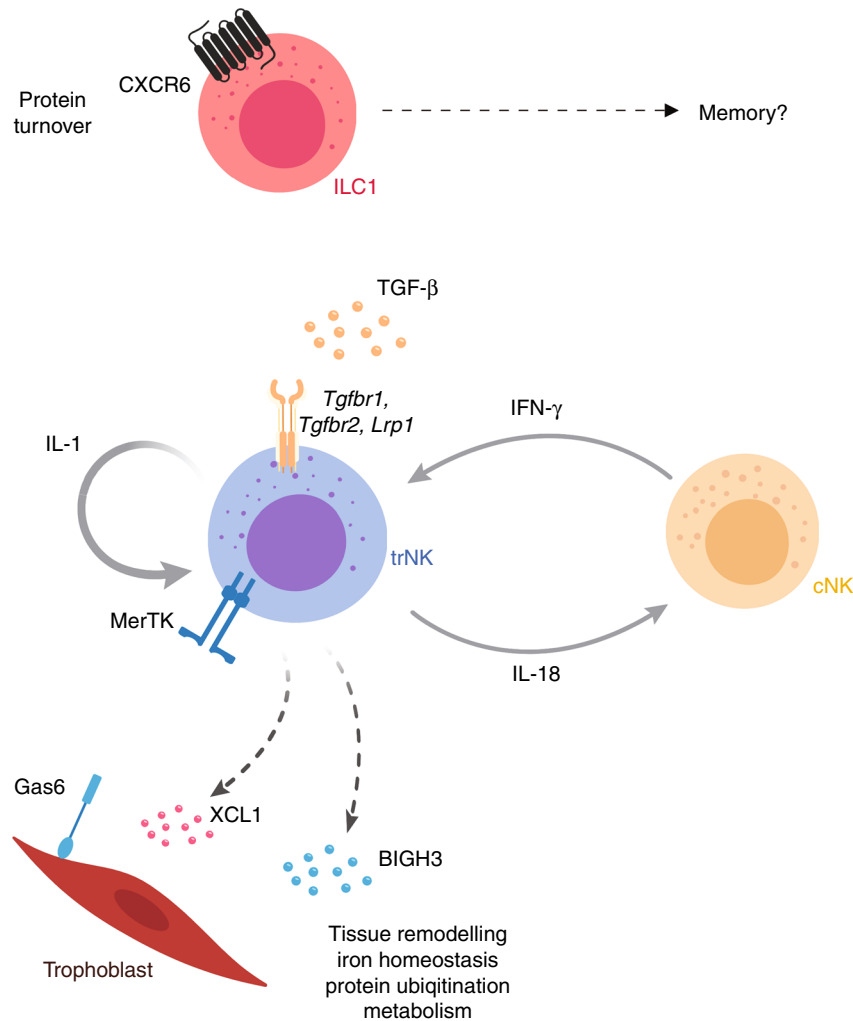 CXCR6
Protein
turnover
Memory?
ILC1
TGF-β
Tgfbr1,
Tgfbr2, Lrp1
IFN-γ
IL-1
trNK
cNK
MerTK
IL-18
Gas6
XCL1
BIGH3
Trophoblast
Tissue remodelling
iron homeostasis
protein ubiqitination
metabolism